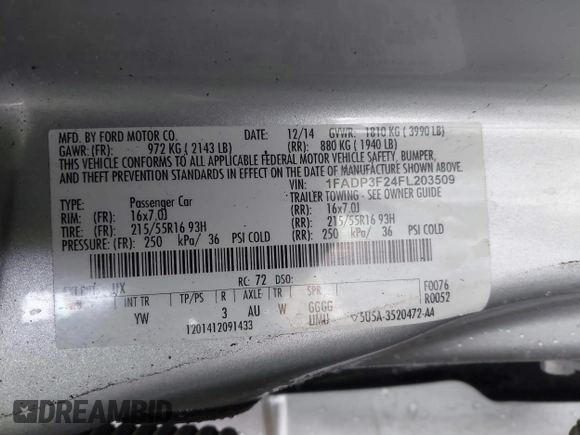 MFD. BY FORD MOTOR CO. DATE: 12/14 GVWR: 1810 KG ( 3990 LB)
GAWR: (FR): 972 KG ( 2143 LB) (RR): 880 KG ( 1940 LB)
THIS VEHICLE CONFORMS TO ALL APPLICABLE FEDERAL MOTOR VEHICLE SAFETY, BUMPER,
AND THEFT PREVENTION STANDARDS IN EFFECT ON THE DATE OF MANUFACTURE SHOWN ABOVE.
VIN: 1FADP3F24FL203509
TYPE: Passenger Car TRAILER TOWING - SEE OWNER GUIDE
RIM: (FR): 16x7.0J (RR): 16x7.0J
TIRE: (FR): 215/55R16 93H (RR): 215/55R16 93H
PRESSURE: (FR): 250 kPa/ 36 PSI COLD (RR): 250 kPa/ 36 PSI COLD
UX RC: 72 DSO: F0076
INT TR TP/PS R AXLE TR SPR R0052
YW 3 AU W GGGG
1201412091433 UMU 5U5A-3520472-AA
DREAMBID